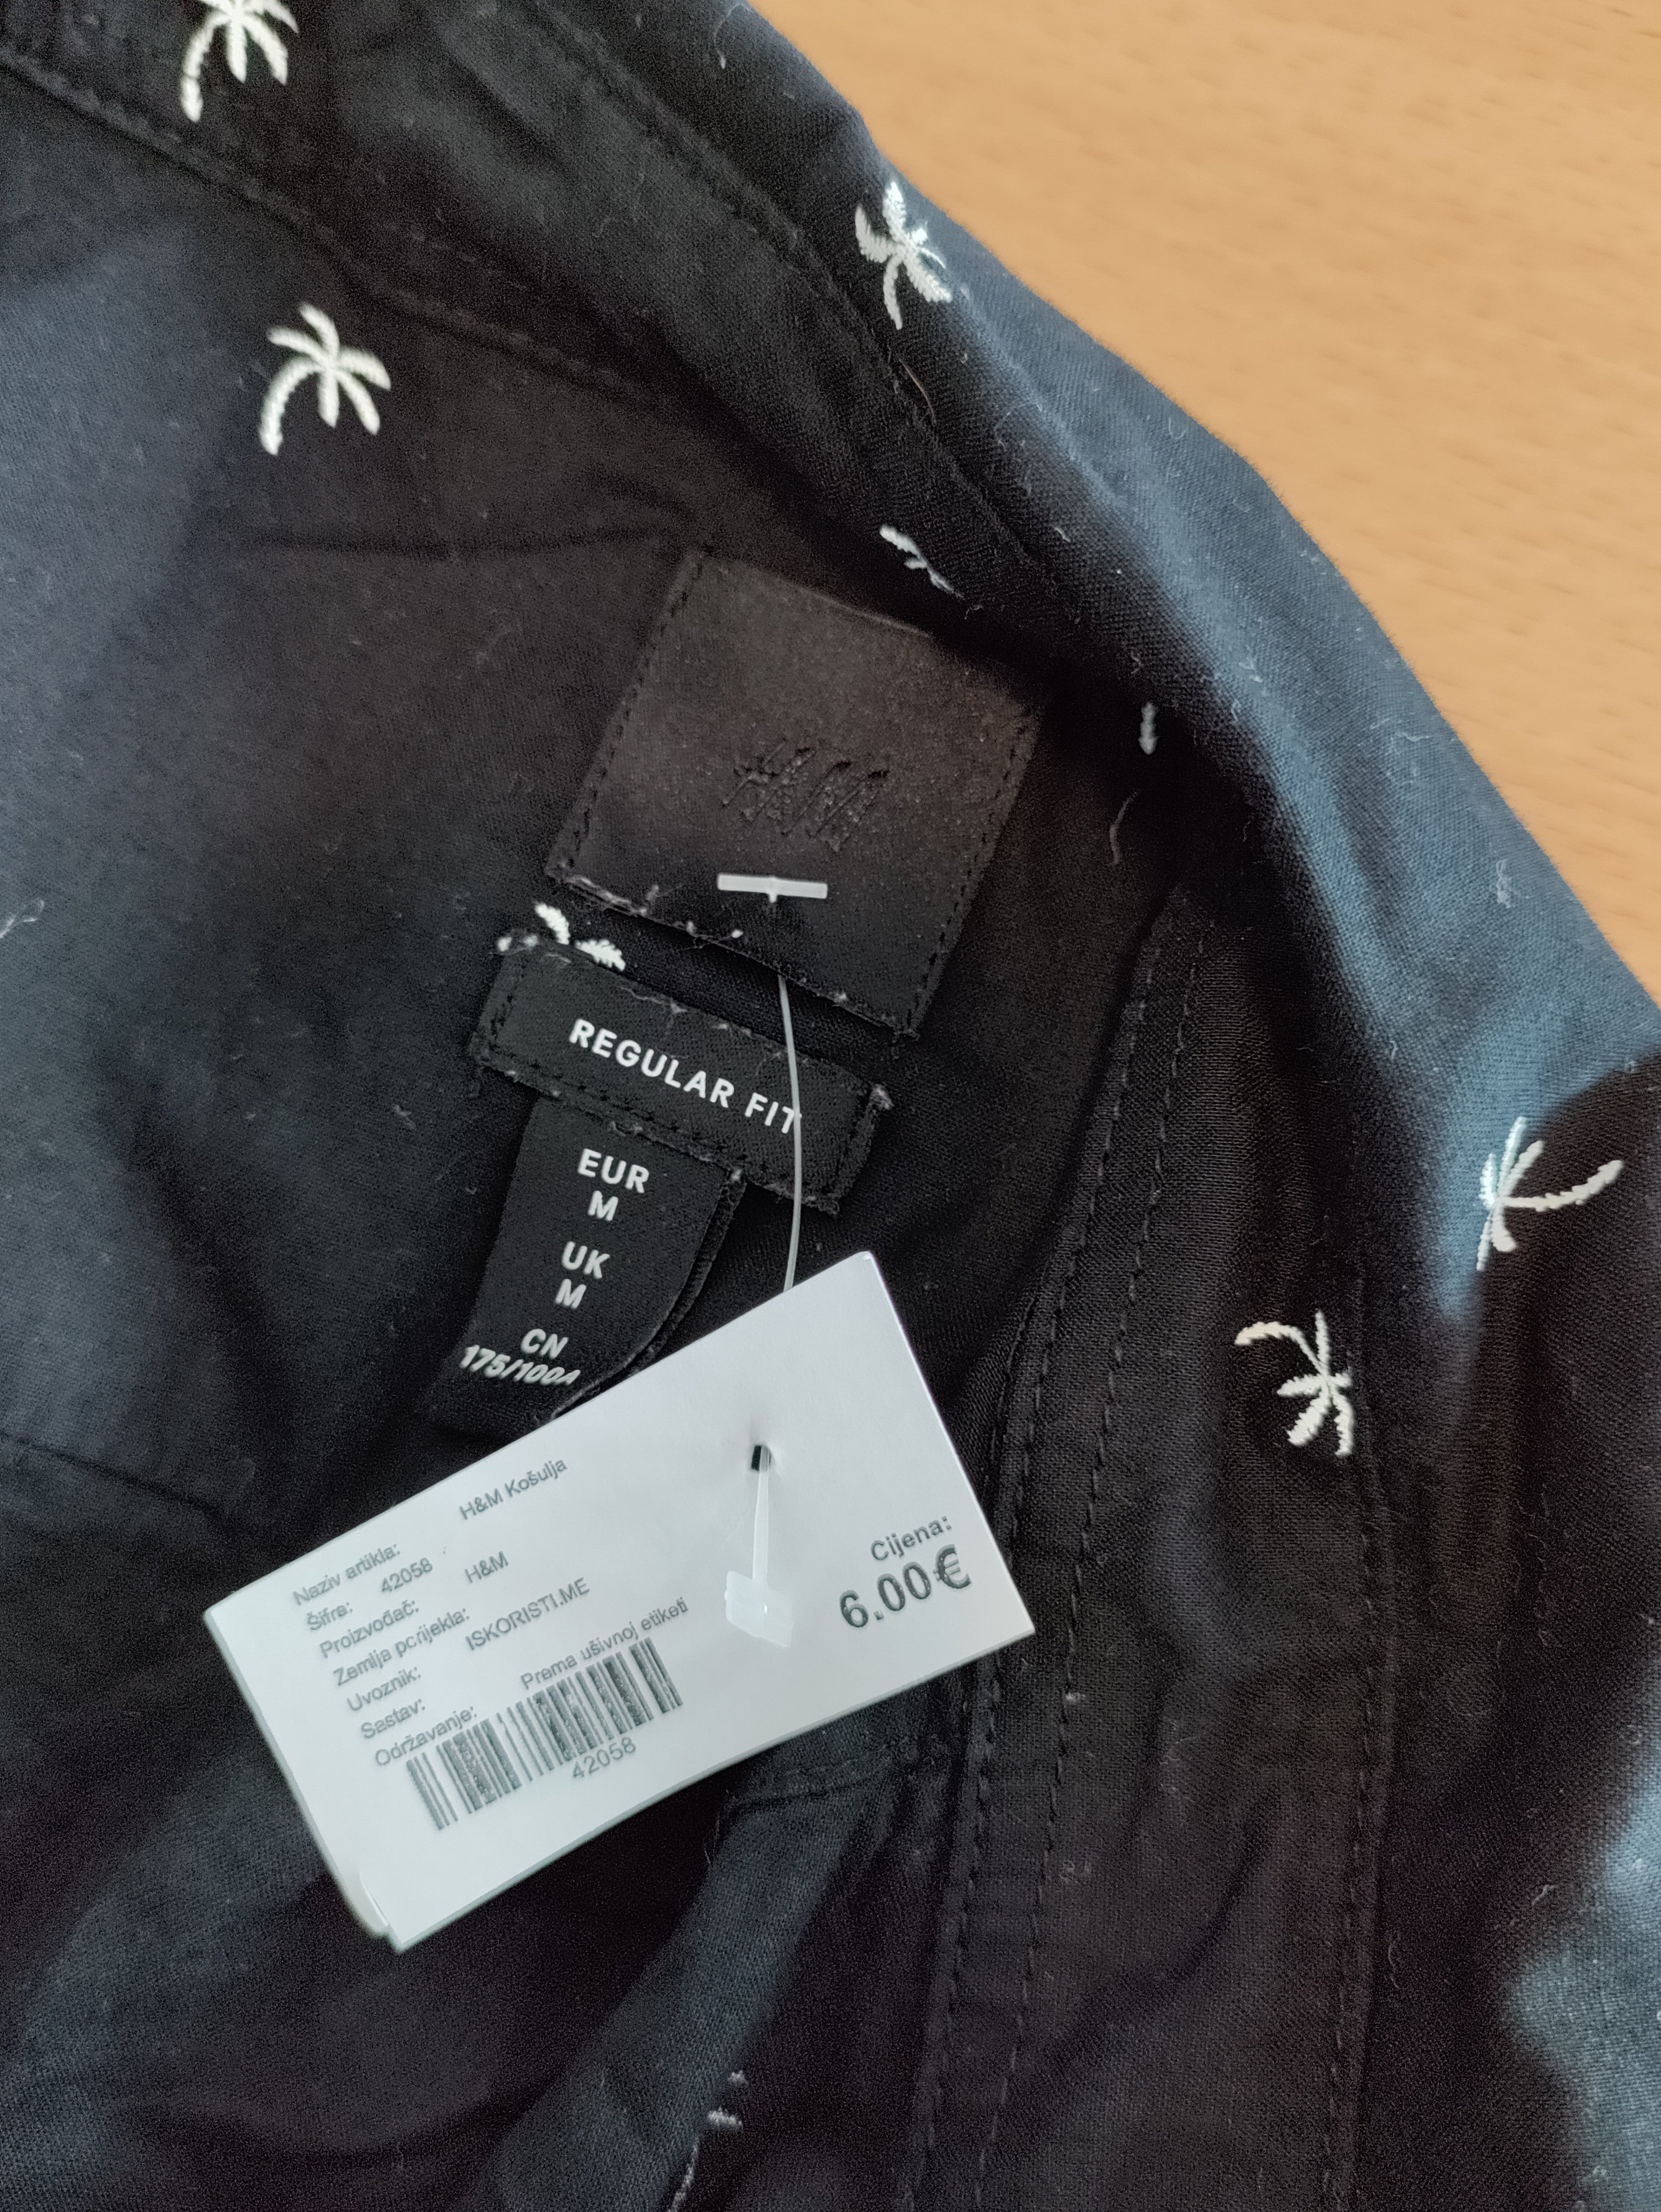 H&M
REGULAR FIT
EUR
M
UK
M
CN
175/100A
Naziv artikla: H&M Košulja
Šifra: 42058
Proizvođač: H&M
Zemlja porijekla:
Uvoznik: ISKORISTI.ME
Sastav:
Održavanje: Prema ušivnoj etiketi
42058
Cijena:
6.00€